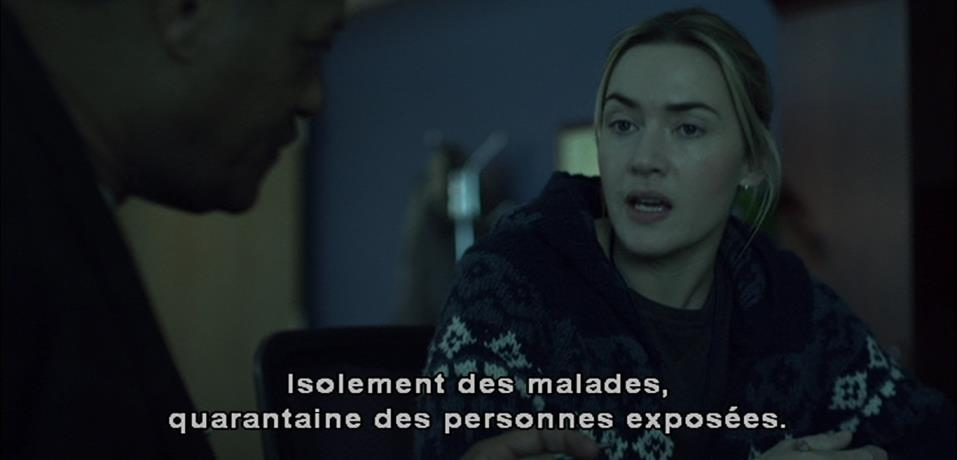 Isolement des malades,
quarantaine des personnes exposées.